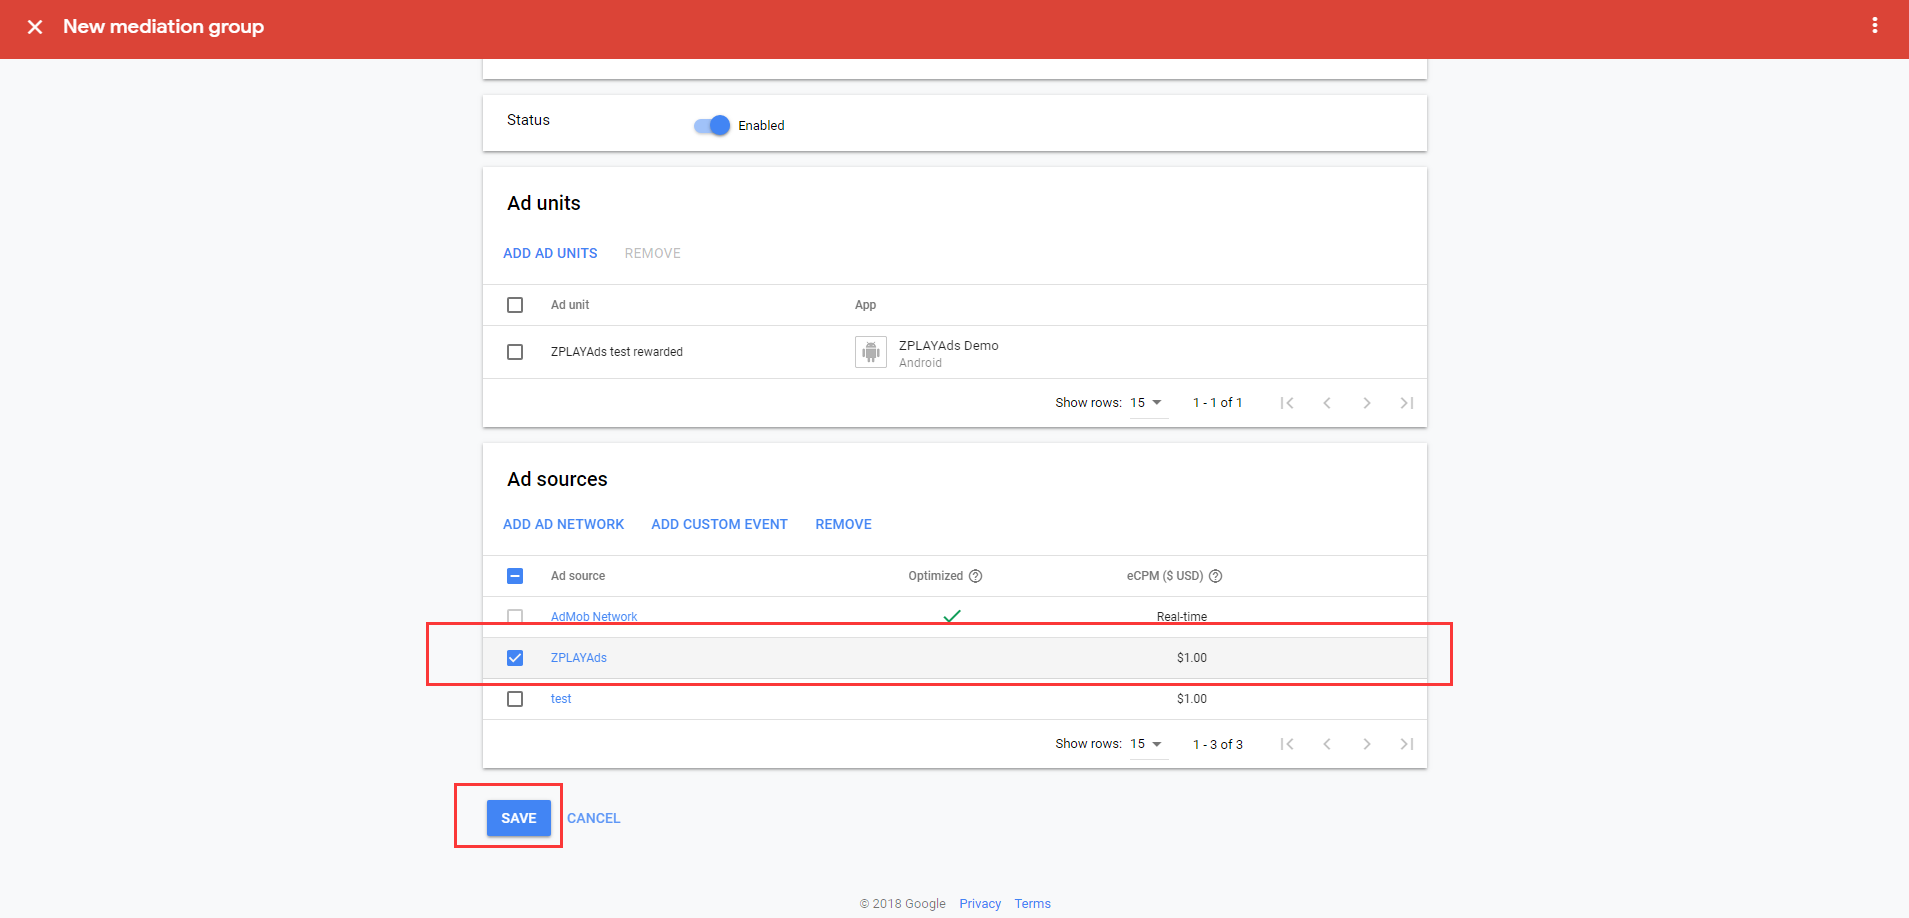 New mediation group
Status
Enabled
Ad units
ADD AD UNITS REMOVE
Ad unit App
ZPLAYAds test rewarded ZPLAYAds Demo
Android
Show rows: 15 1 - 1 of 1
Ad sources
ADD AD NETWORK ADD CUSTOM EVENT REMOVE
Ad source Optimized ? eCPM ($ USD) ?
AdMob Network Real-time
ZPLAYAds $1.00
test $1.00
Show rows: 15 1 - 3 of 3
SAVE CANCEL
© 2018 Google Privacy Terms